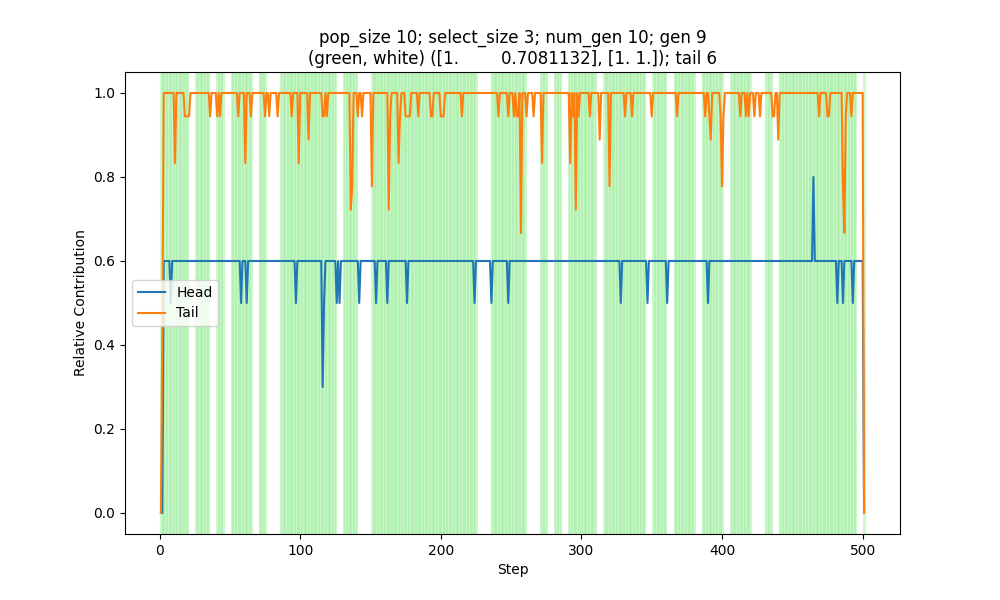 pop_size 10; select_size 3; num_gen 10; gen 9
(green, white) ([1.        0.7081132], [1. 1.]); tail 6
1.0
0.8
0.6
0.4
0.2
0.0
Relative Contribution
Head
Tail
0 100 200 300 400 500
Step